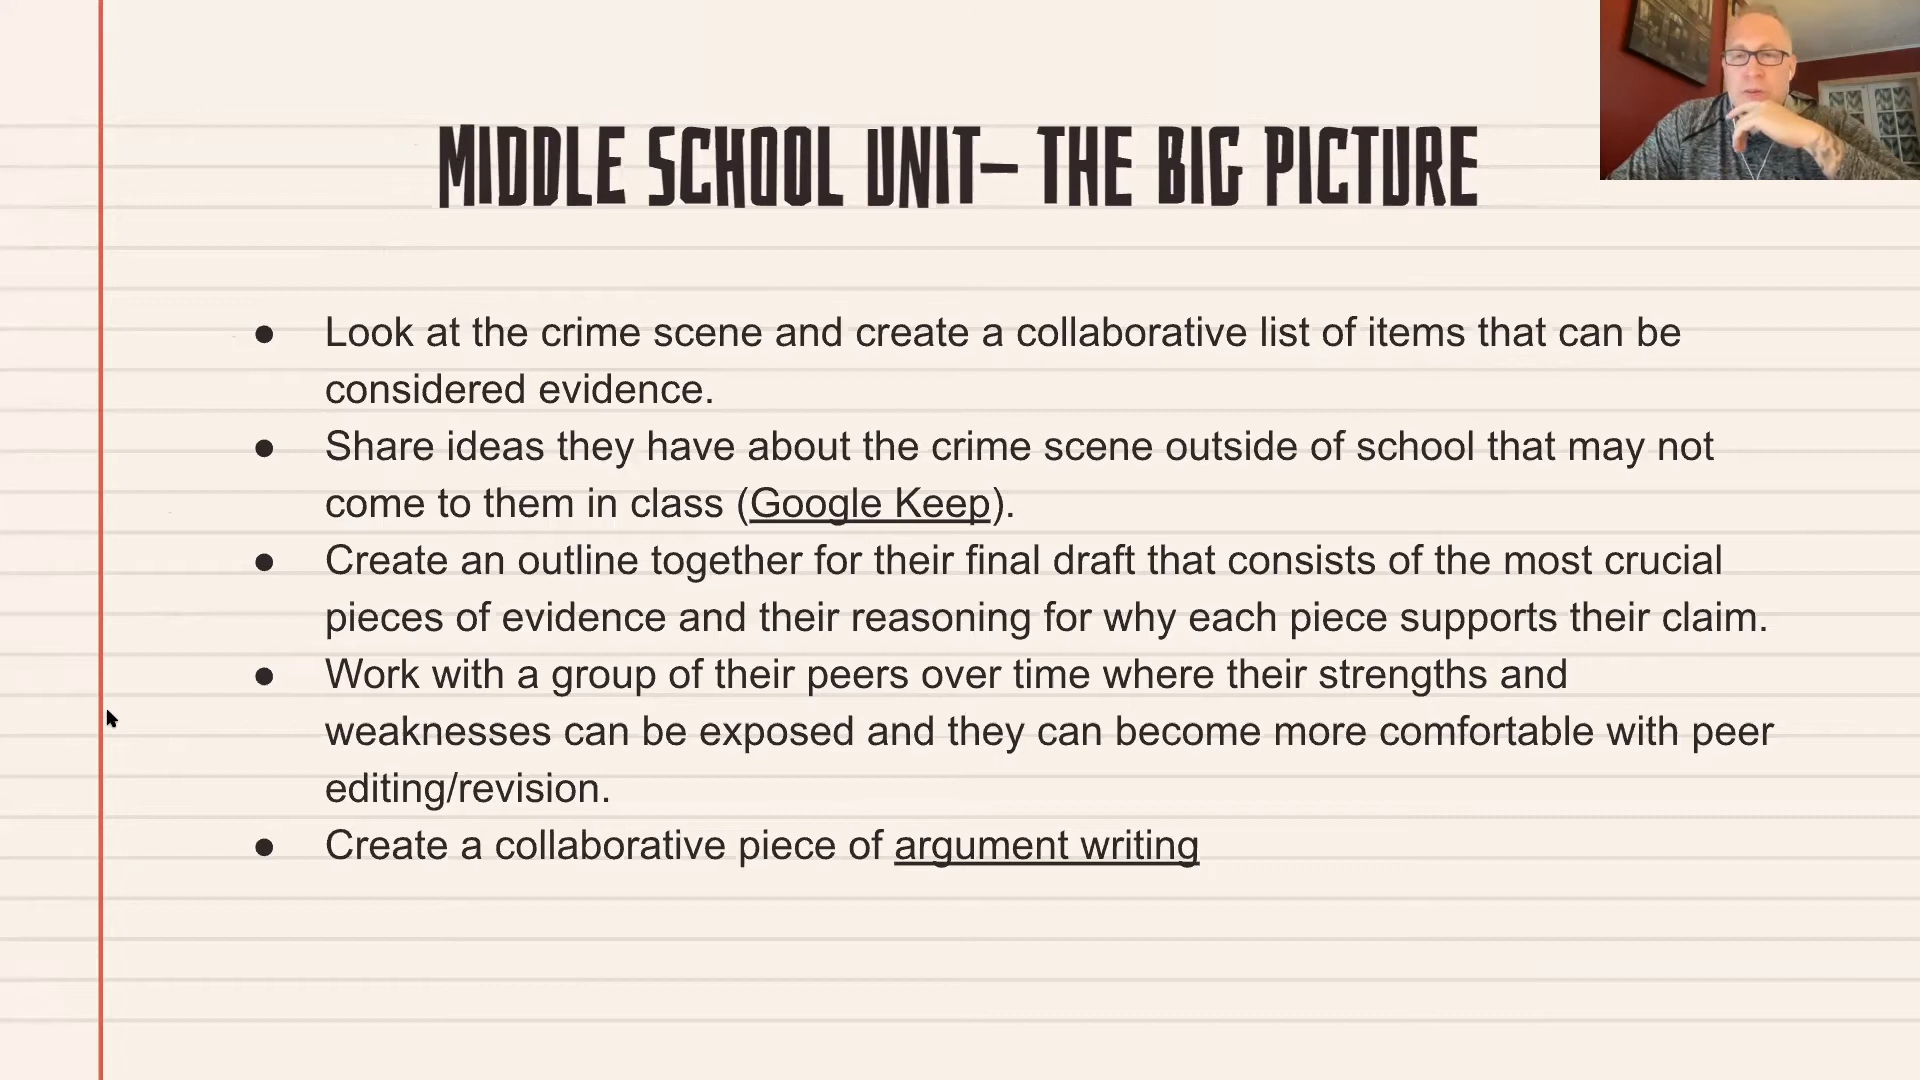 MIDDLE SCHOOL UNIT– THE BIG PICTURE
● Look at the crime scene and create a collaborative list of items that can be
considered evidence.
● Share ideas they have about the crime scene outside of school that may not
come to them in class (Google Keep).
● Create an outline together for their final draft that consists of the most crucial
pieces of evidence and their reasoning for why each piece supports their claim.
● Work with a group of their peers over time where their strengths and
weaknesses can be exposed and they can become more comfortable with peer
editing/revision.
● Create a collaborative piece of argument writing